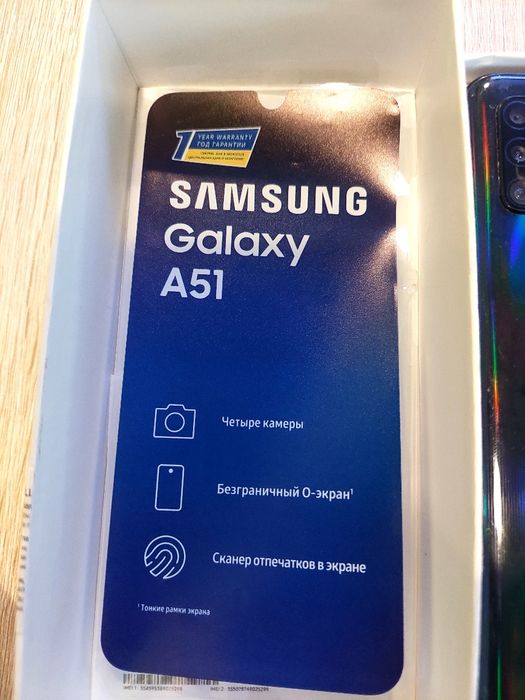 1 YEAR WARRANTY
ГОД ГАРАНТИИ
SAMSUNG
Galaxy
A51
Четыре камеры
Безграничный О-экран¹
Сканер отпечатков в экране
¹ Тонкие рамки экрана